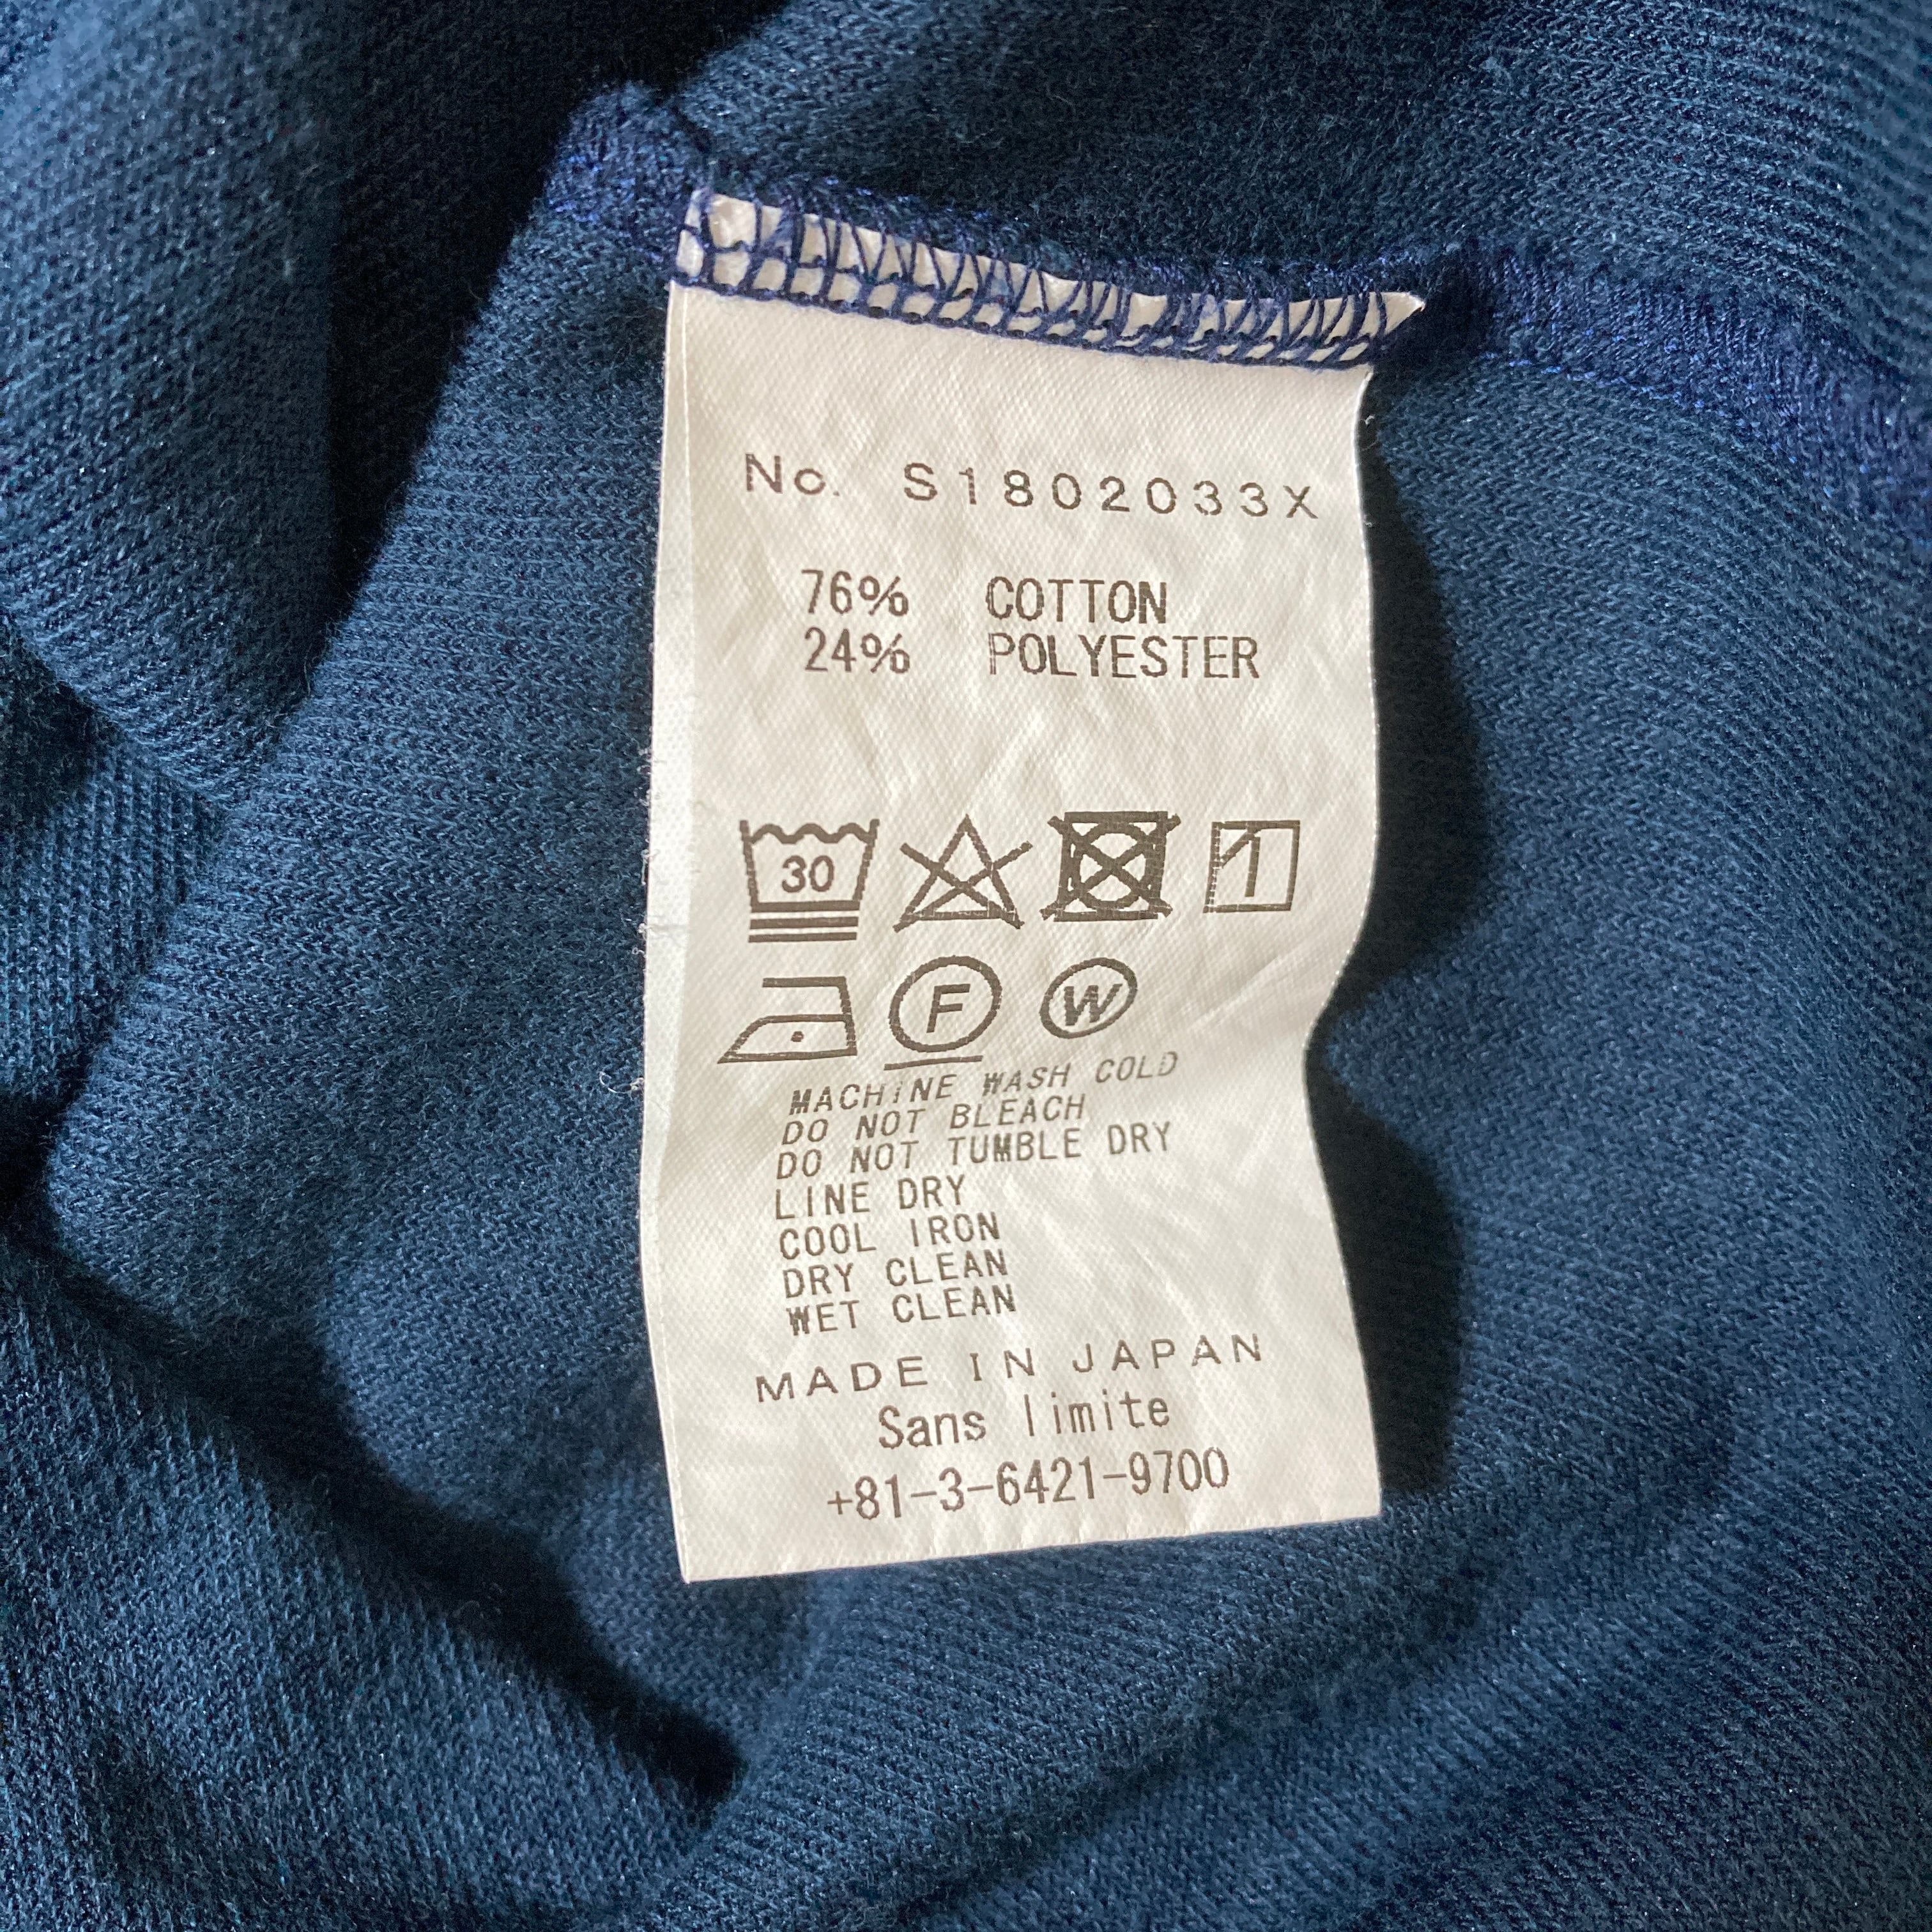 No. S1802033X
76% COTTON
24% POLYESTER
30
F W
MACHINE WASH COLD
DO NOT BLEACH
DO NOT TUMBLE DRY
LINE DRY
COOL IRON
DRY CLEAN
WET CLEAN
MADE IN JAPAN
Sans limite
+81-3-6421-9700